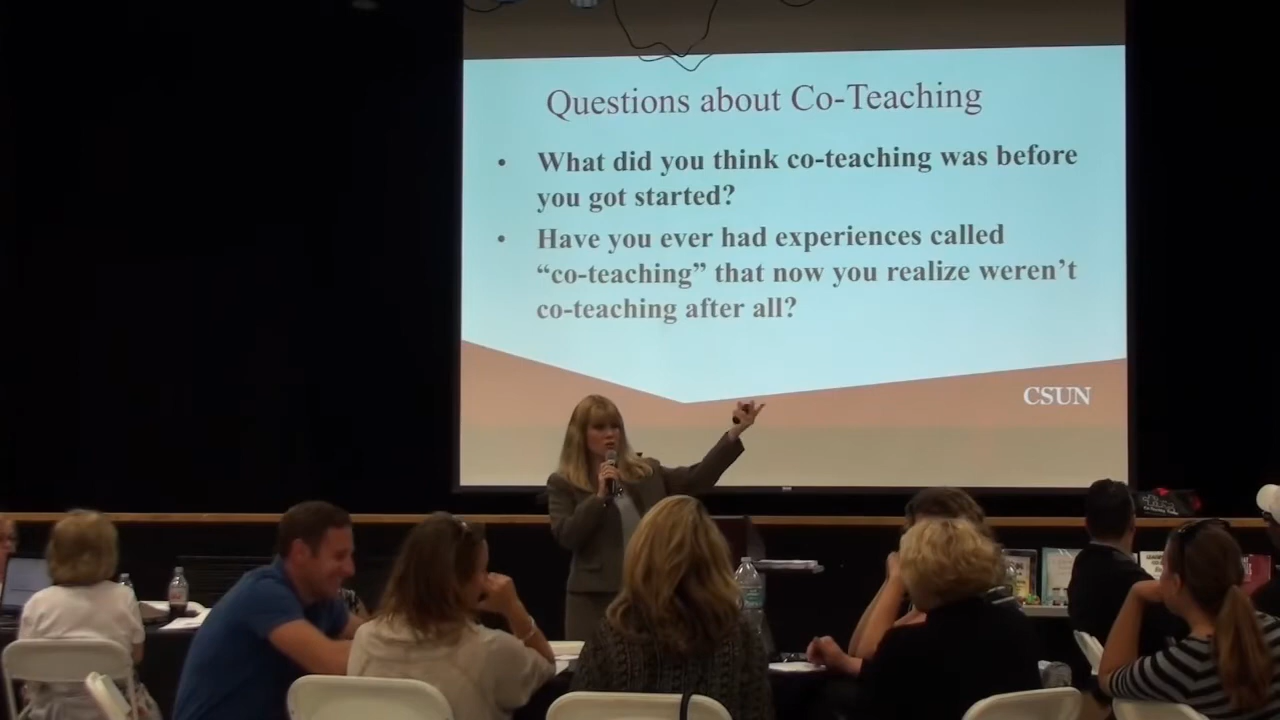 Questions about Co-Teaching
• What did you think co-teaching was before
you got started?
• Have you ever had experiences called
“co-teaching” that now you realize weren’t
co-teaching after all?
CSUN